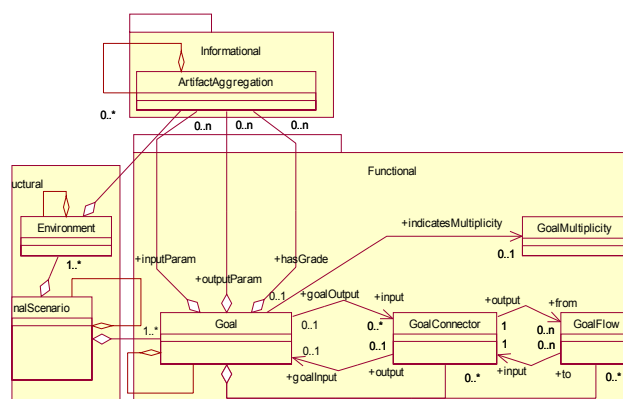 Informational
ArtifactAggregation
0..*
0..n
0..n
0..n
Functional
uctural
Environment
1..*
+indicatesMultiplicity
GoalMultiplicity
0..1
+inputParam
+outputParam
+hasGrade
0..1
nalScenario
1..*
Goal
+goalOutput
+input
0..1
0..*
GoalConnector
+output
+from
1
0..n
GoalFlow
0..1
0..1
1
0..n
+goalInput
+output
+input
+to
0..*
0..*